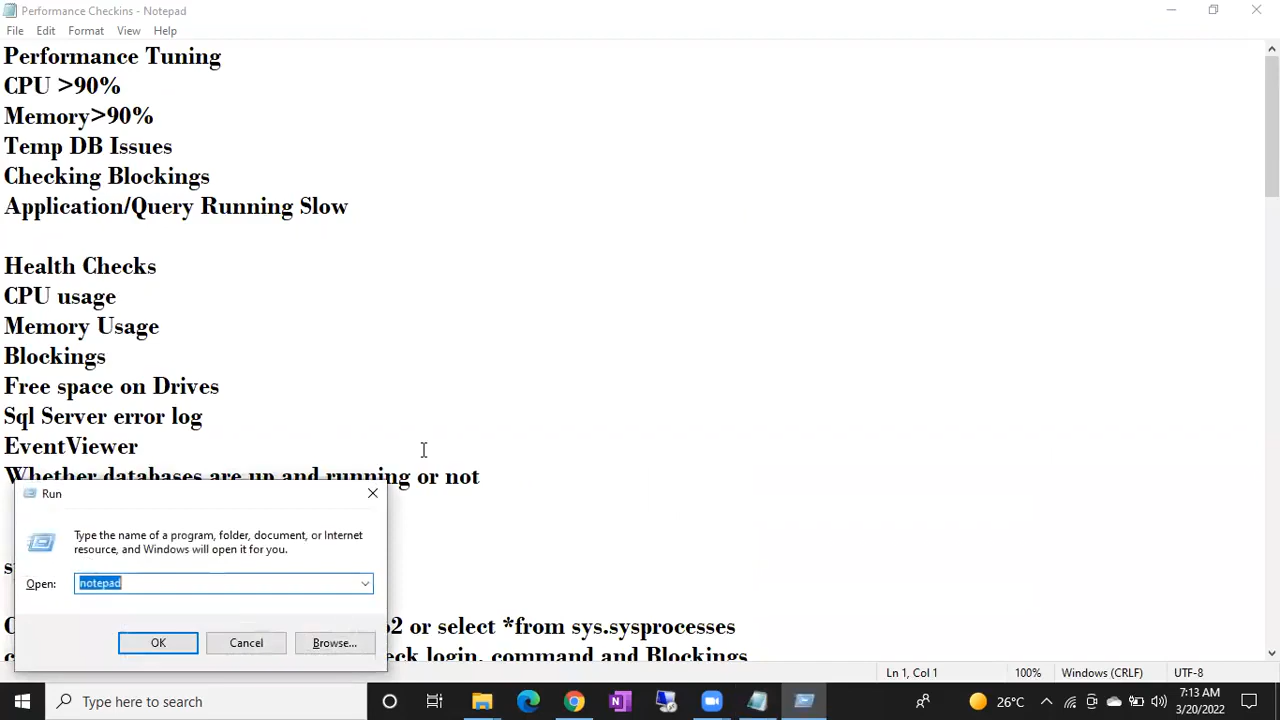 Performance Checkins - Notepad
File Edit Format View Help
Performance Tuning
CPU >90%
Memory>90%
Temp DB Issues
Checking Blockings
Application/Query Running Slow
Health Checks
CPU usage
Memory Usage
Blockings
Free space on Drives
Sql Server error log
EventViewer
Whether databases are up and running or not
Run
Type the name of a program, folder, document, or Internet
resource, and Windows will open it for you.
Open: notepad
OK Cancel Browse...
2 or select *from sys.sysprocesses
eck login, command and Blockings
Ln 1, Col 1 100% Windows (CRLF) UTF-8
Type here to search
26°C
7:13 AM
3/20/2022